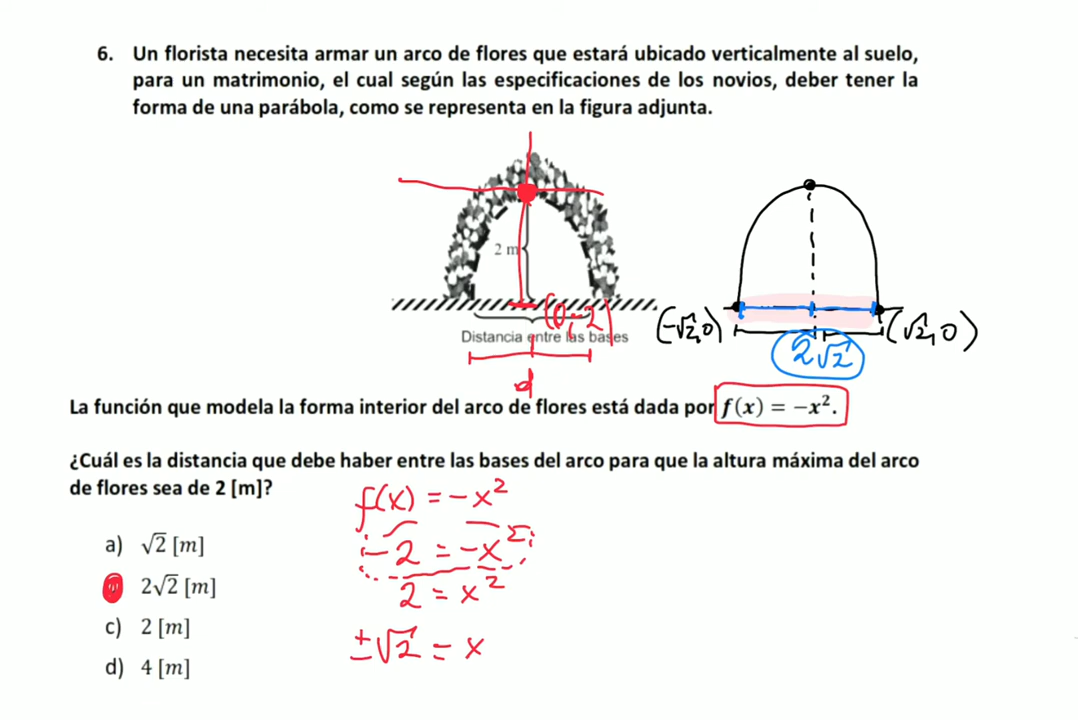 6. Un florista necesita armar un arco de flores que estará ubicado verticalmente al suelo,
para un matrimonio, el cual según las especificaciones de los novios, deber tener la
forma de una parábola, como se representa en la figura adjunta.
2 m
(0,-2)
Distancia entre las bases
d
(-√2,0)
(√2,0)
2√2
La función que modela la forma interior del arco de flores está dada por f(x) = −x².
¿Cuál es la distancia que debe haber entre las bases del arco para que la altura máxima del arco
de flores sea de 2 [m]?
f(x) = -x²
-2 = -x²
2 = x²
±√2 = x
a) √2 [m]
2√2 [m]
c) 2 [m]
d) 4 [m]